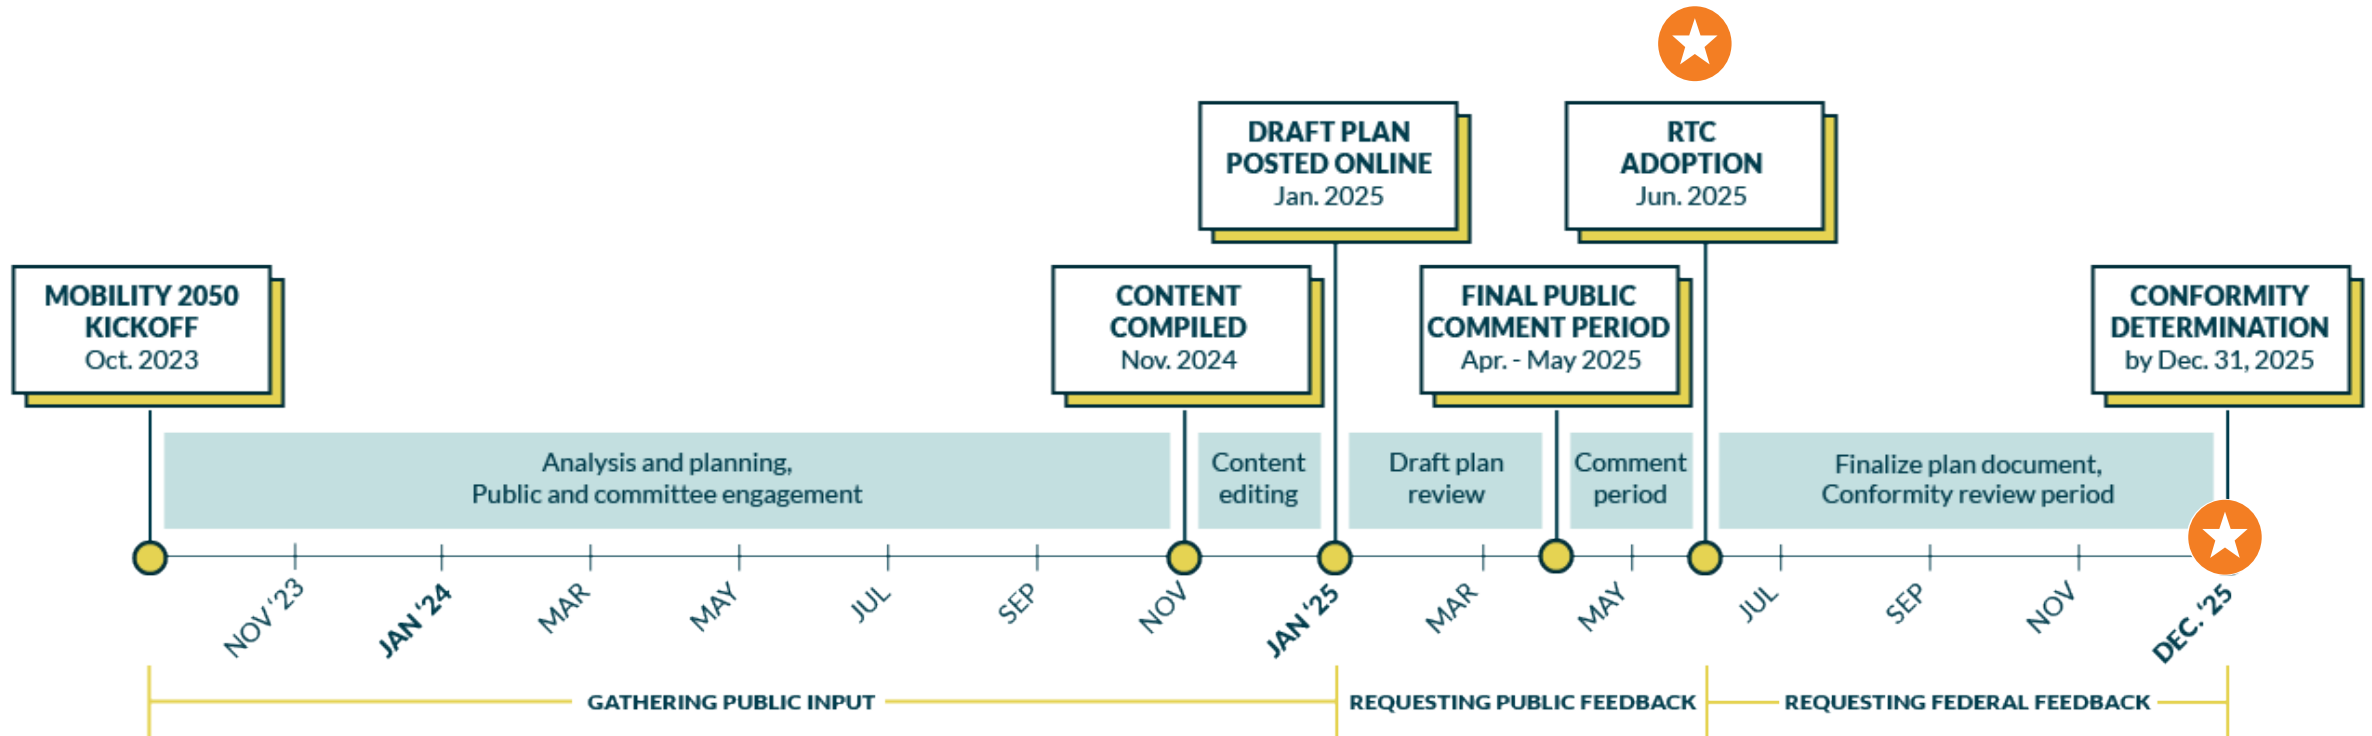 DRAFT PLAN
POSTED ONLINE
Jan. 2025
RTC
ADOPTION
Jun. 2025
MOBILITY 2050
KICKOFF
Oct. 2023
CONTENT
COMPILED
Nov. 2024
FINAL PUBLIC
COMMENT PERIOD
Apr. - May 2025
CONFORMITY
DETERMINATION
by Dec. 31, 2025
Analysis and planning,
Public and committee engagement
Content
editing
Draft plan
review
Comment
period
Finalize plan document,
Conformity review period
NOV '23
JAN '24
MAR
MAY
JUL
SEP
NOV
JAN '25
MAR
MAY
JUL
SEP
NOV
DEC. '25
GATHERING PUBLIC INPUT
REQUESTING PUBLIC FEEDBACK
REQUESTING FEDERAL FEEDBACK